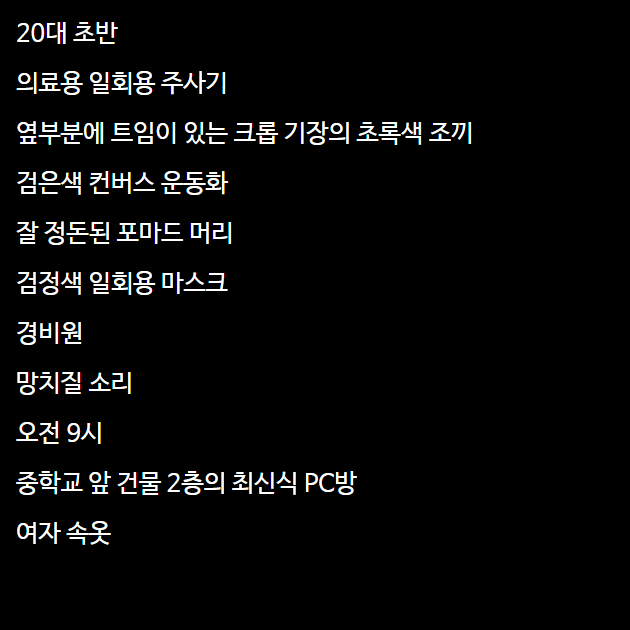 20대 초반
의료용 일회용 주사기
옆부분에 트임이 있는 크롭 기장의 초록색 조끼
검은색 컨버스 운동화
잘 정돈된 포마드 머리
검정색 일회용 마스크
경비원
망치질 소리
오전 9시
중학교 앞 건물 2층의 최신식 PC방
여자 속옷